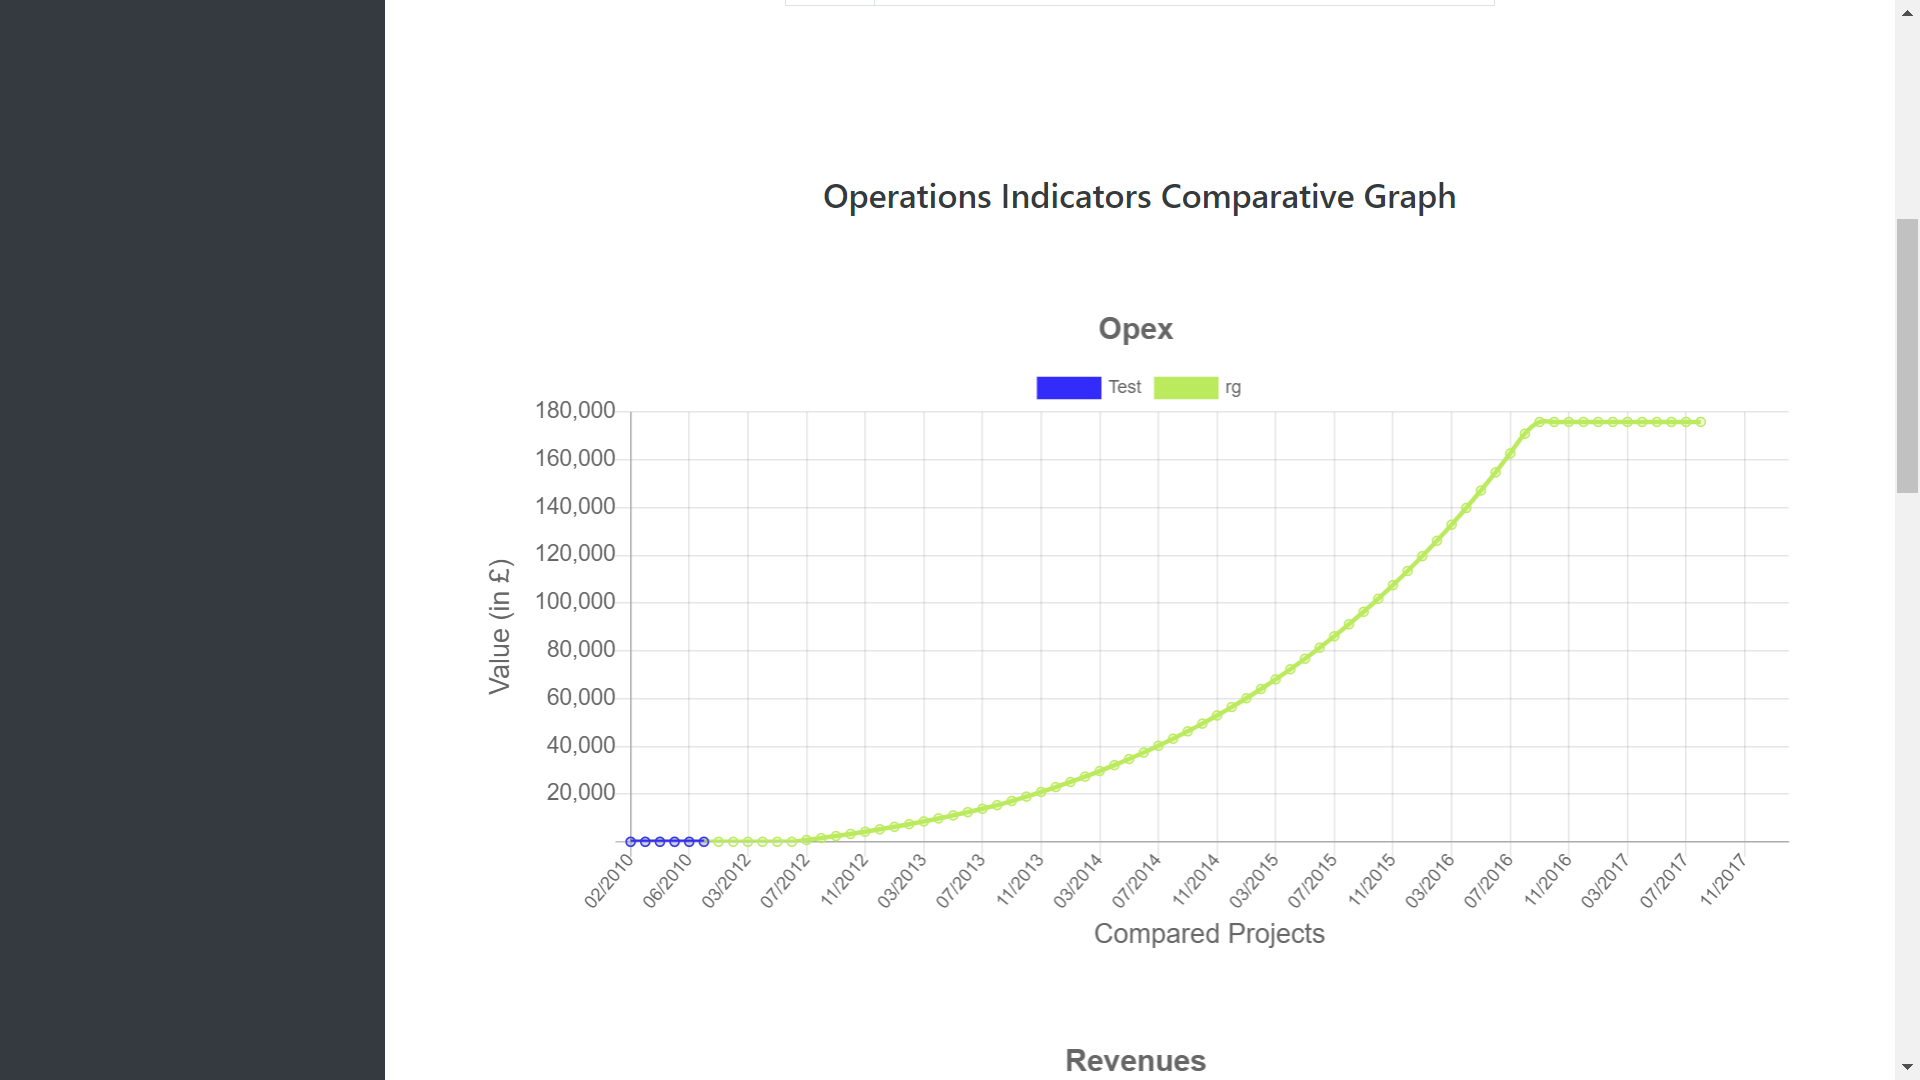 Operations Indicators Comparative Graph
Opex
Test rg
180,000
160,000
140,000
120,000
100,000
80,000
60,000
40,000
20,000
Value (in £)
02/2010 06/2010 03/2012 07/2012 11/2012 03/2013 07/2013 11/2013 03/2014 07/2014 11/2014 03/2015 07/2015 11/2015 03/2016 07/2016 11/2016 03/2017 07/2017 11/2017
Compared Projects
Revenues